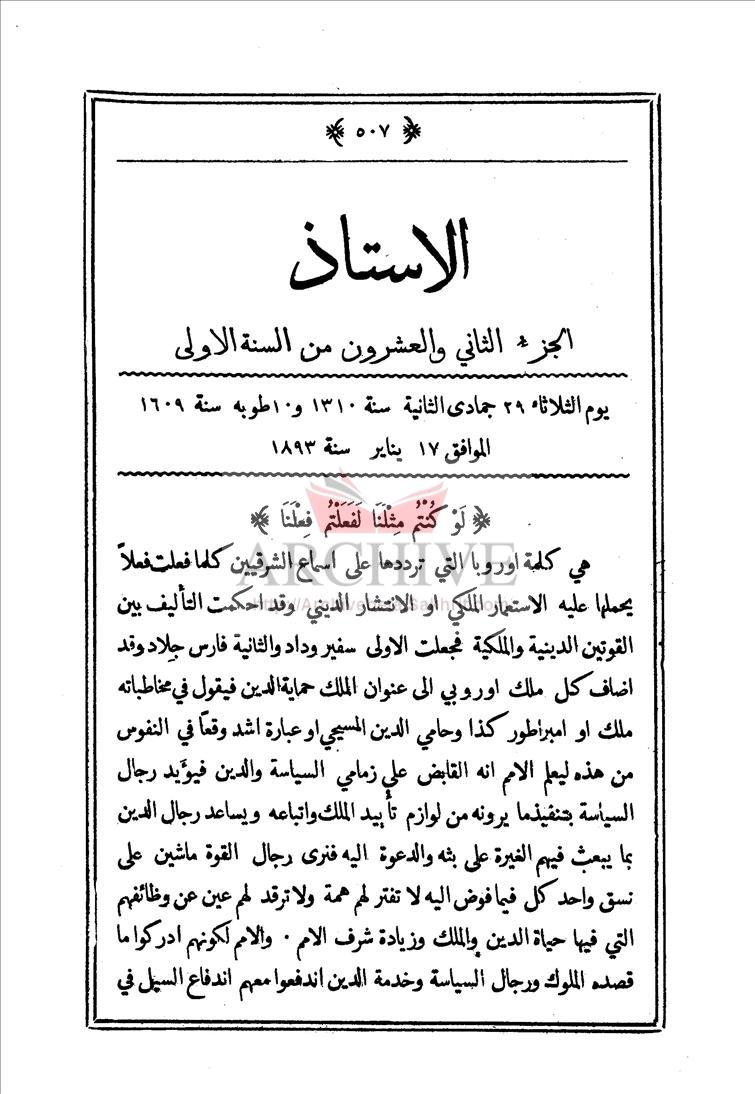 ﴿ ٥٠٧ ﴾
الاستاذ
الجزء الثاني والعشرون من السنة الاولى
يوم الثلاثاء ٢٩ جمادى الثانية سنة ١٣١٠ و١٠ طوبه سنة ١٦٠٩
الموافق ١٧ يناير سنة ١٨٩٣
﴿ لَوْ كُنْتُمْ مِثْلَنَا لَفَعَلْتُمْ فِعْلَنَا ﴾
ARCHIVE
هي كلمة اوروبا التي ترددها على اسماع الشرقيين كلما فعلت فعلاً
يحملها عليه الاستعمار الملكي او الانتشار الديني وقد احكمت التأليف بين
القوتين الدينية والملكية فجعلت الاولى سفير وداد والثانية فارس جلاد وقد
اضاف كل ملك اوروبي الى عنوان الملك حماية الدين فيقول في مخاطباته
ملك او امبراطور كذا وحامي الدين المسيحي او عبارة اشد وقعاً في النفوس
من هذه ليعلم الامم انه القابض على زمامي السياسة والدين فيؤيد رجال
السياسة بتنفيذ ما يرونه من لوازم تأبيد الملك واتباعه ويساعد رجال الدين
بما يبعث فيهم الغيرة على بثه والدعوة اليه فنرى رجال القوة ماشين على
نسق واحد كل فيما فوض اليه لا تفتر لهم همة ولا ترقد لهم عين عن وظائفهم
التي فيها حياة الدين والملك وزيادة شرف الامم ٠ والامم لكونهم ادركوا ما
قصده الملوك ورجال السياسة وخدمة الدين اندفعوا معهم اندفاع السيل في